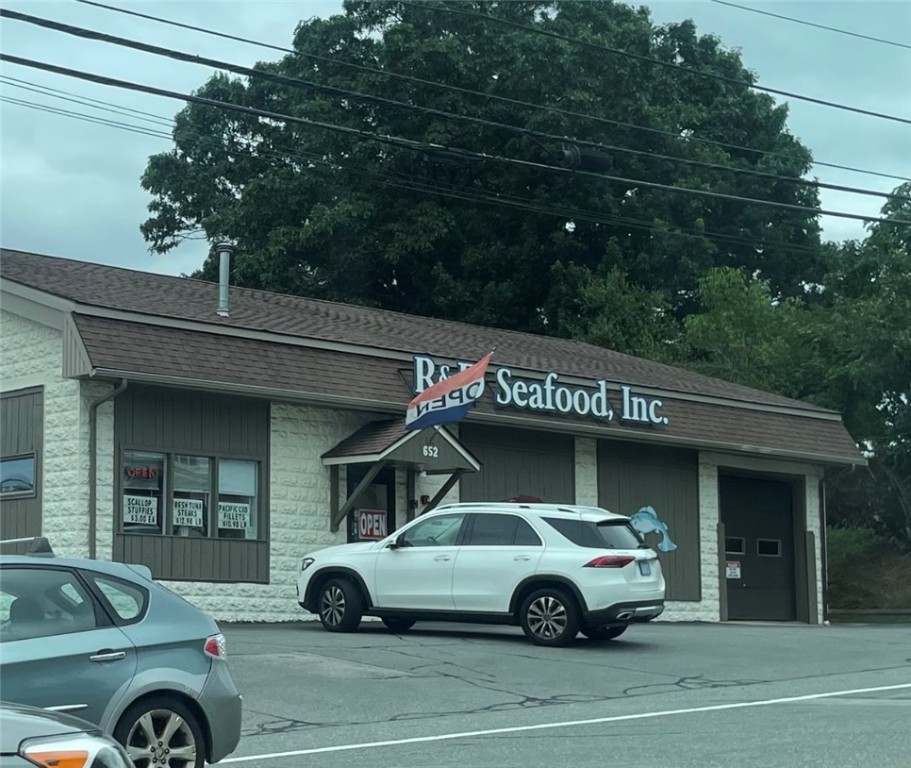 Seafood, Inc.
OPEN
652
OPEN
SCALLOP
STUFFIES
$3.00 EA
FRESH TUNA
STEAKS
$12.98 LB
PACIFIC COD
FILLETS
$10.98 LB
OPEN